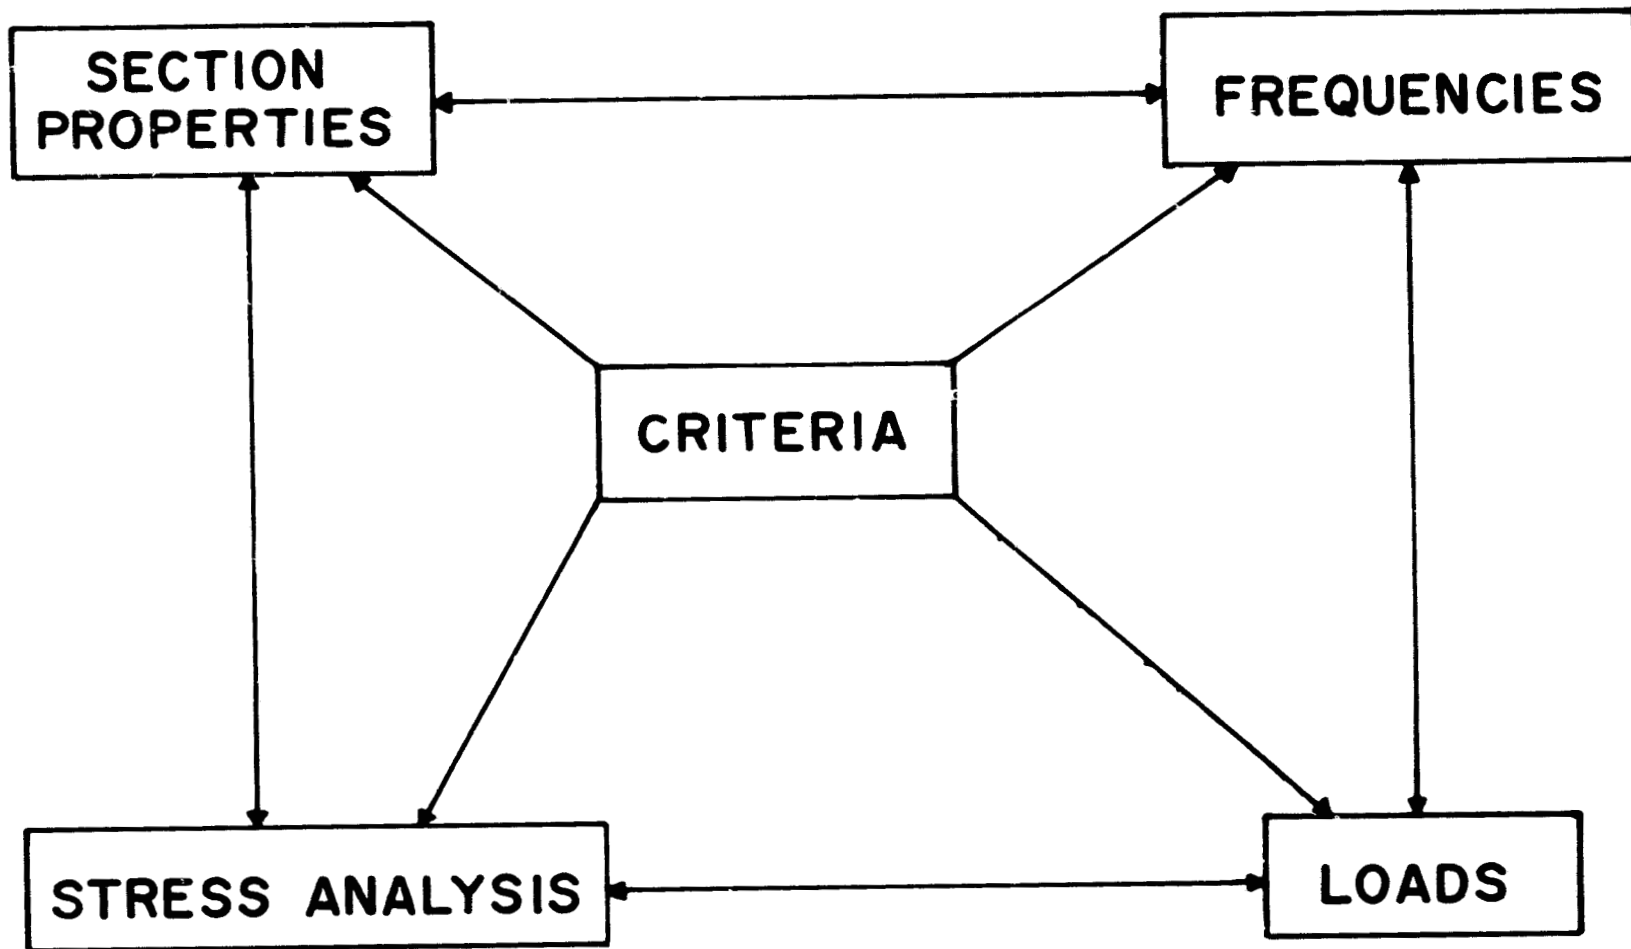 SECTION
PROPERTIES
FREQUENCIES
CRITERIA
STRESS ANALYSIS
LOADS